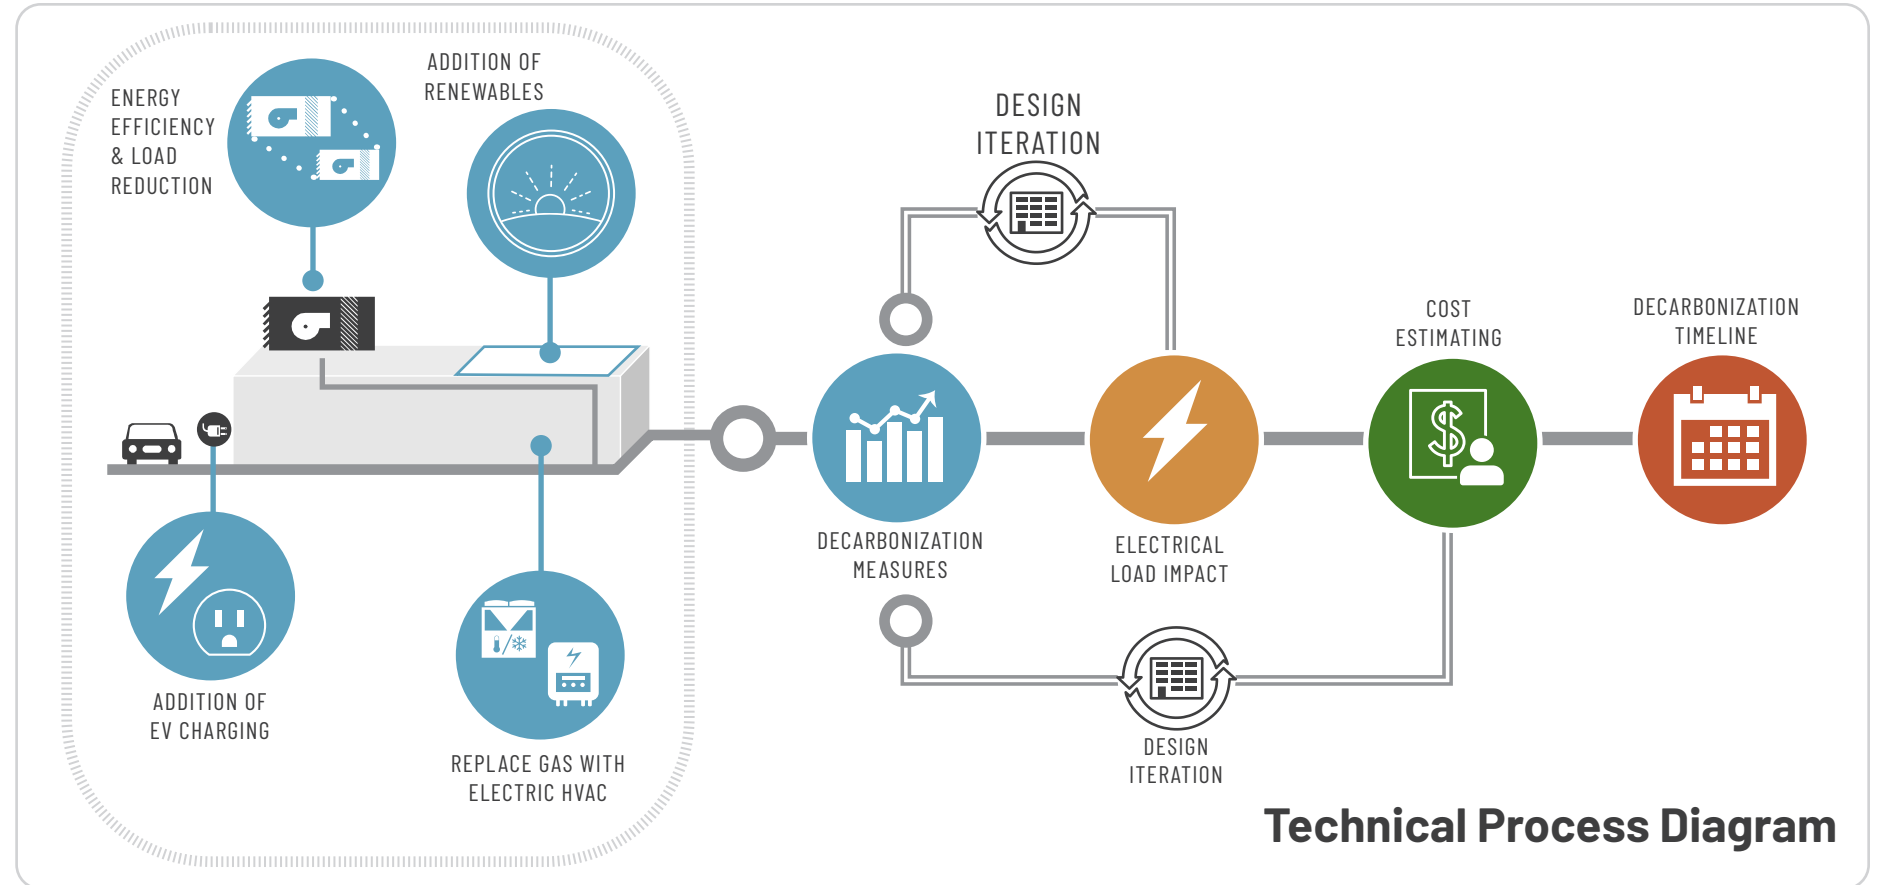 ENERGY
EFFICIENCY
& LOAD
REDUCTION
ADDITION OF
RENEWABLES
ADDITION OF
EV CHARGING
REPLACE GAS WITH
ELECTRIC HVAC
DESIGN
ITERATION
DECARBONIZATION
MEASURES
ELECTRICAL
LOAD IMPACT
COST
ESTIMATING
DECARBONIZATION
TIMELINE
DESIGN
ITERATION
Technical Process Diagram